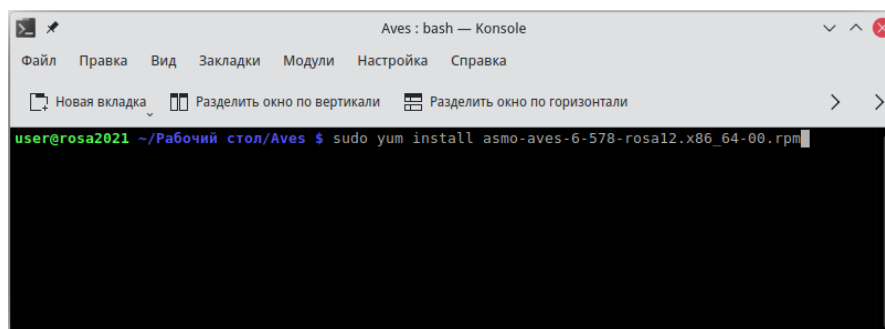 Aves : bash — Konsole
Файл Правка Вид Закладки Модули Настройка Справка
Новая вкладка Разделить окно по вертикали Разделить окно по горизонтали
user@rosa2021 ~/Рабочий стол/Aves $ sudo yum install asmo-aves-6-578-rosa12.x86_64-00.rpm